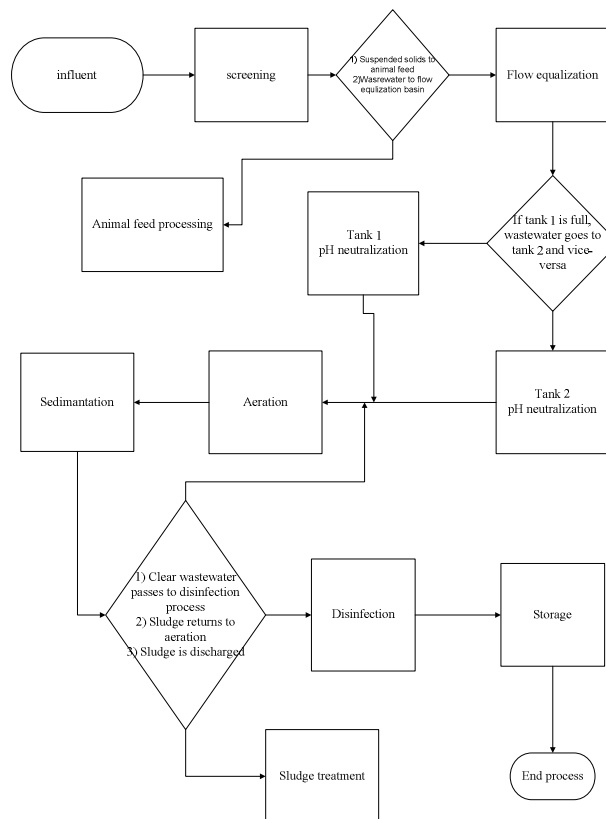 influent
screening
1) Suspended solids to
animal feed
2)Wasrewater to flow
equlization basin
Flow equalization
Animal feed processing
Tank 1
pH neutralization
If tank 1 is full,
wastewater goes to
tank 2 and vice-
versa
Sedimantation
Aeration
Tank 2
pH neutralization
1) Clear wastewater
passes to disinfection
process
2) Sludge returns to
aeration
3) Sludge is discharged
Disinfection
Storage
Sludge treatment
End process